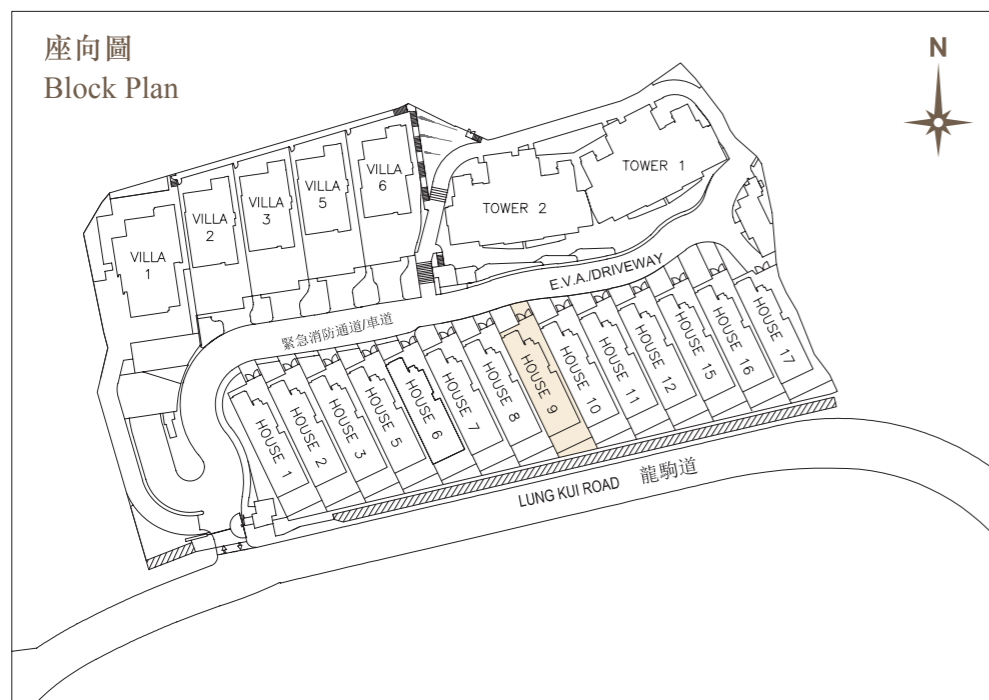 座向圖
Block Plan
N
VILLA
1
VILLA
2
VILLA
3
VILLA
5
VILLA
6
TOWER 2
TOWER 1
E.V.A./DRIVEWAY
緊急消防通道/車道
HOUSE 1
HOUSE 2
HOUSE 3
HOUSE 5
HOUSE 6
HOUSE 7
HOUSE 8
HOUSE 9
HOUSE 10
HOUSE 11
HOUSE 12
HOUSE 15
HOUSE 16
HOUSE 17
LUNG KUI ROAD 龍駒道